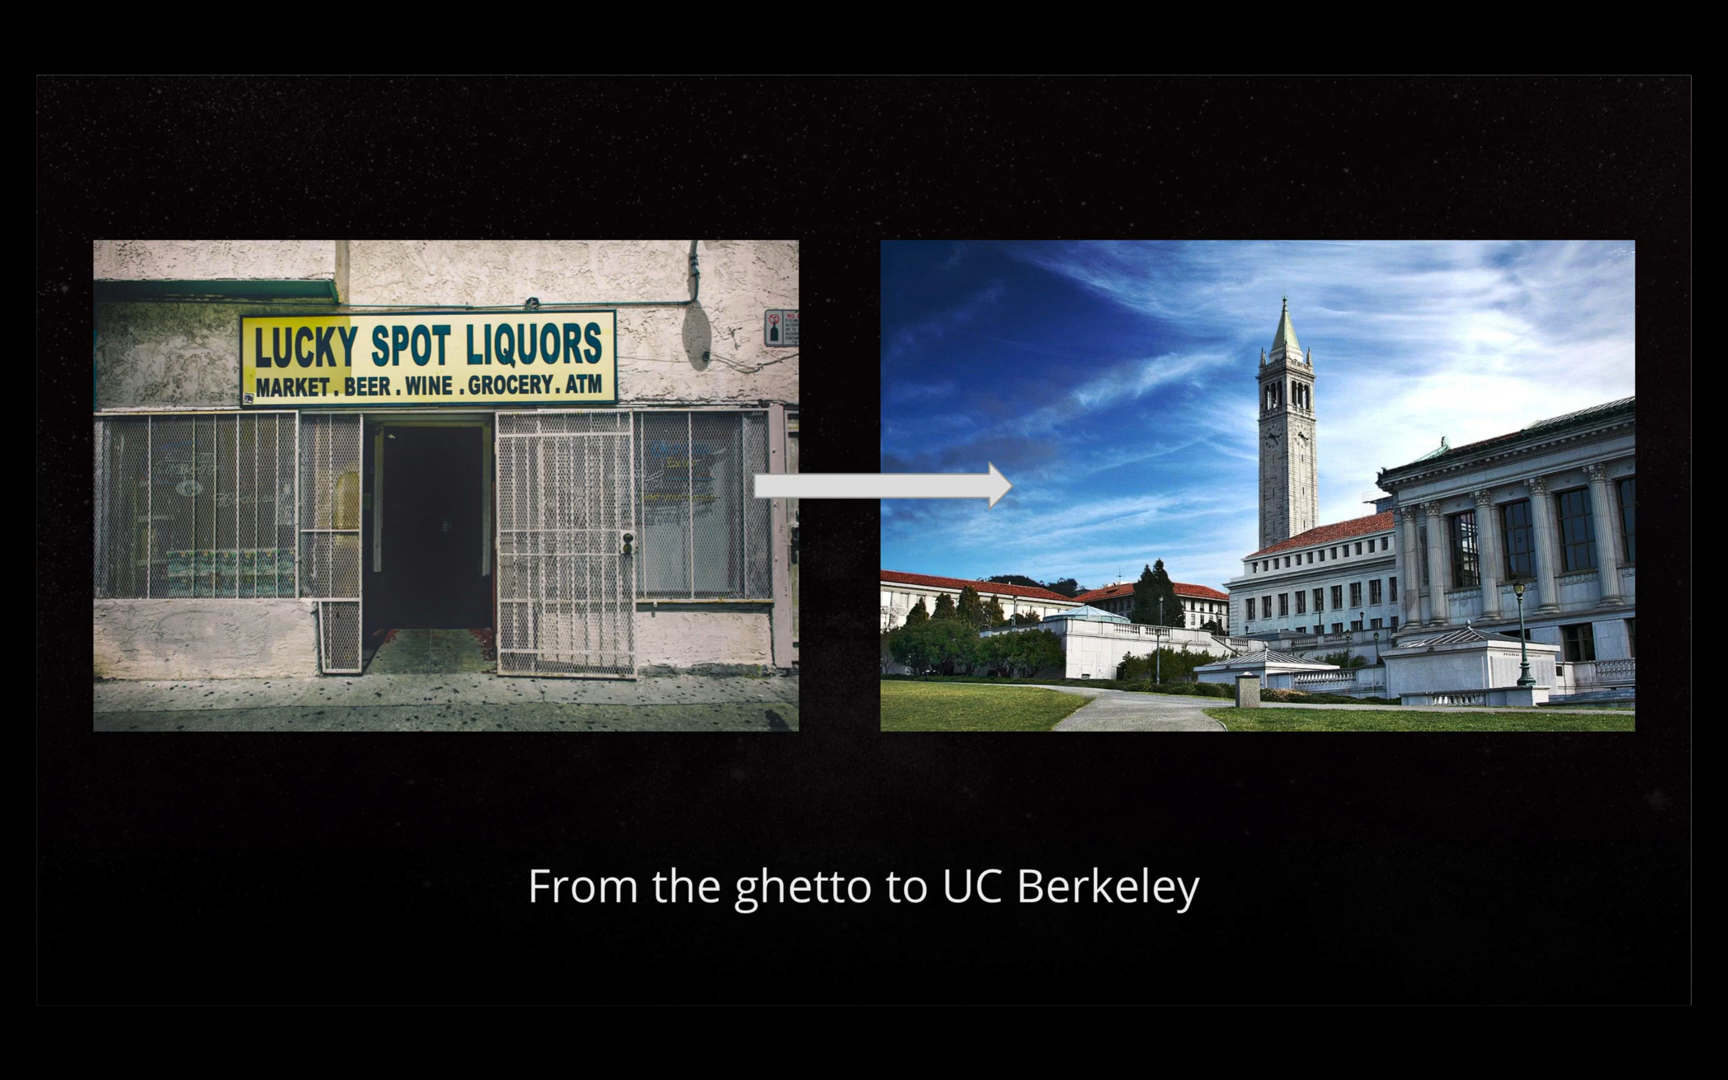 LUCKY SPOT LIQUORS
MARKET . BEER . WINE . GROCERY . ATM
From the ghetto to UC Berkeley